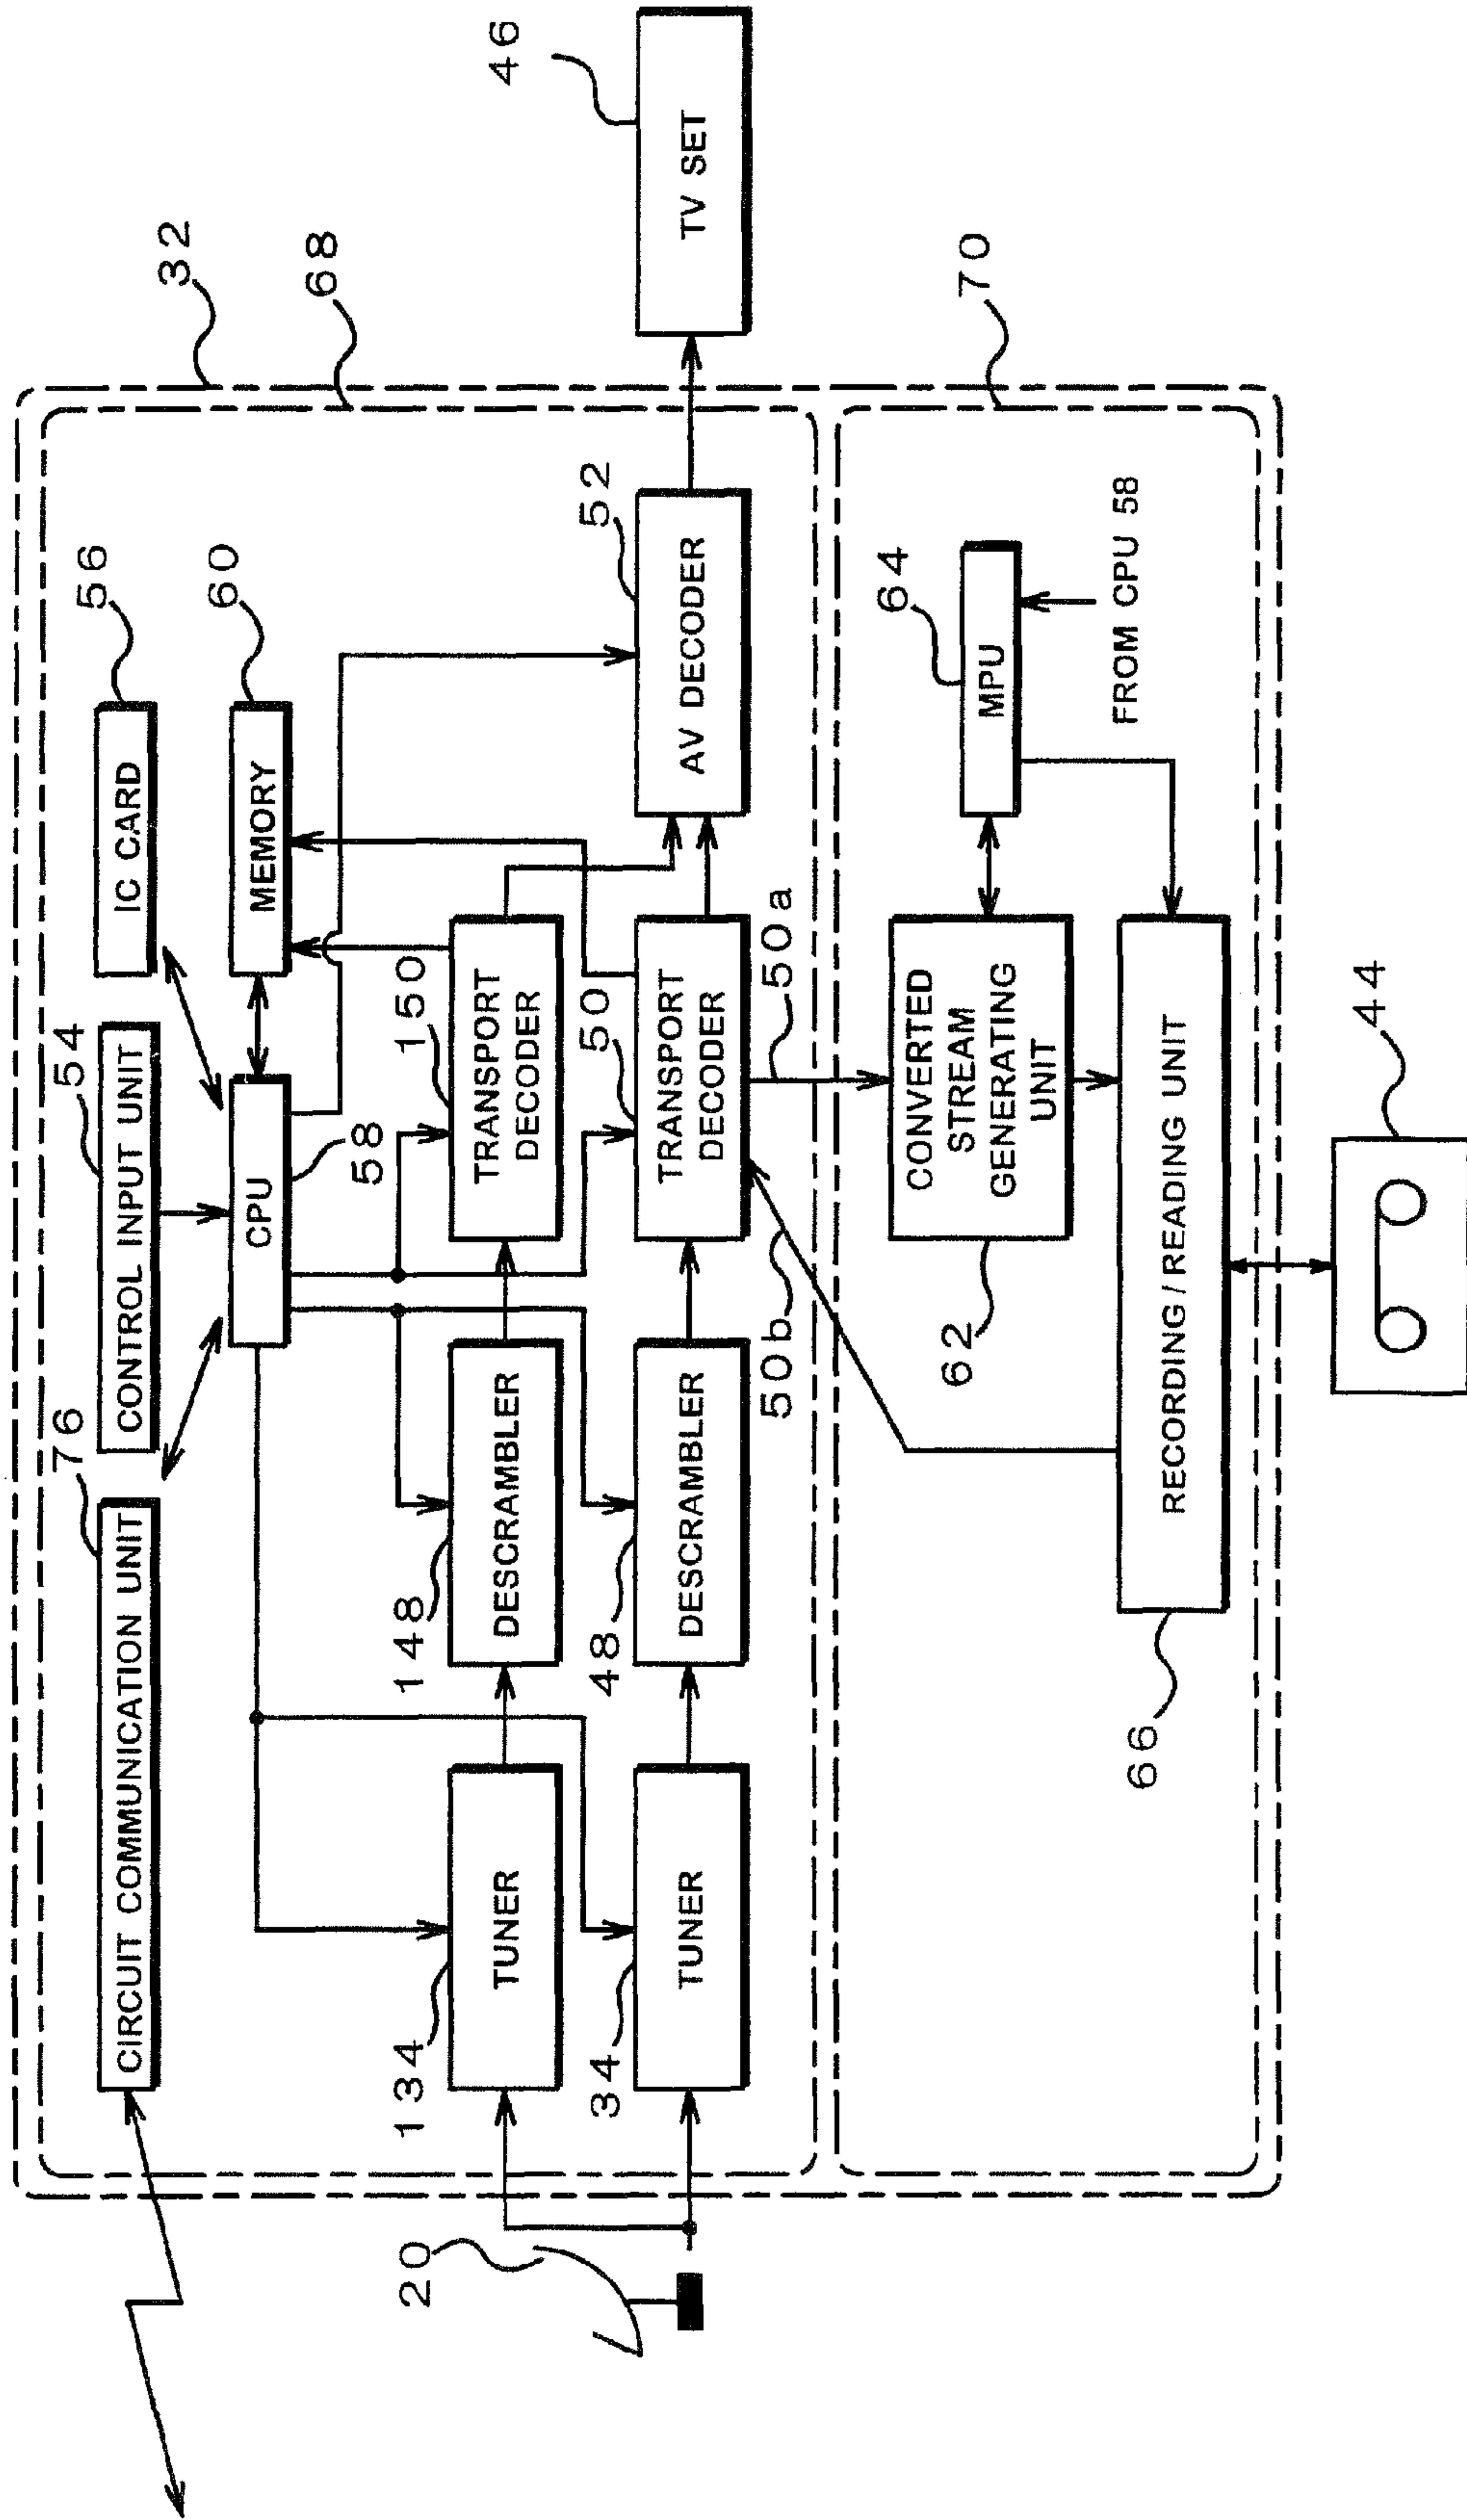 32
68
76
CIRCUIT COMMUNICATION UNIT
54
CONTROL INPUT UNIT
56
IC CARD
60
MEMORY
CPU
58
20
134
TUNER
148
DESCRAMBLER
150
TRANSPORT
DECODER
34
TUNER
48
DESCRAMBLER
50
TRANSPORT
DECODER
52
AV DECODER
46
TV SET
50b
50a
70
CONVERTED
STREAM
GENERATING
UNIT
62
64
MPU
FROM CPU 58
RECORDING/READING UNIT
66
44